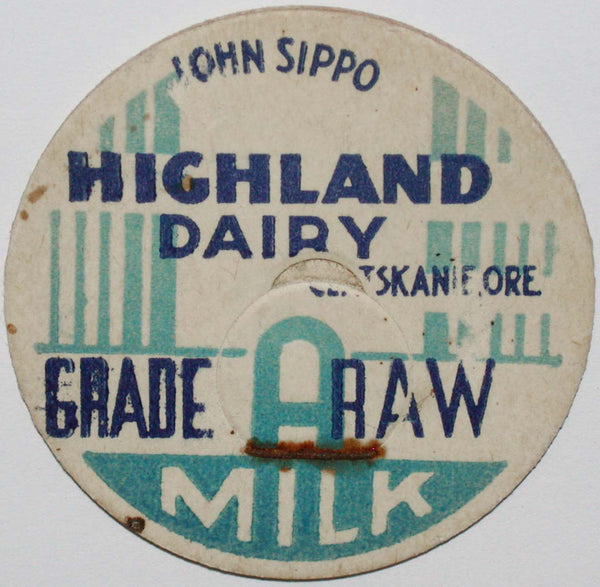 JOHN SIPPO
HIGHLAND
DAIRY
CLATSKANIE, ORE.
GRADE A RAW
MILK